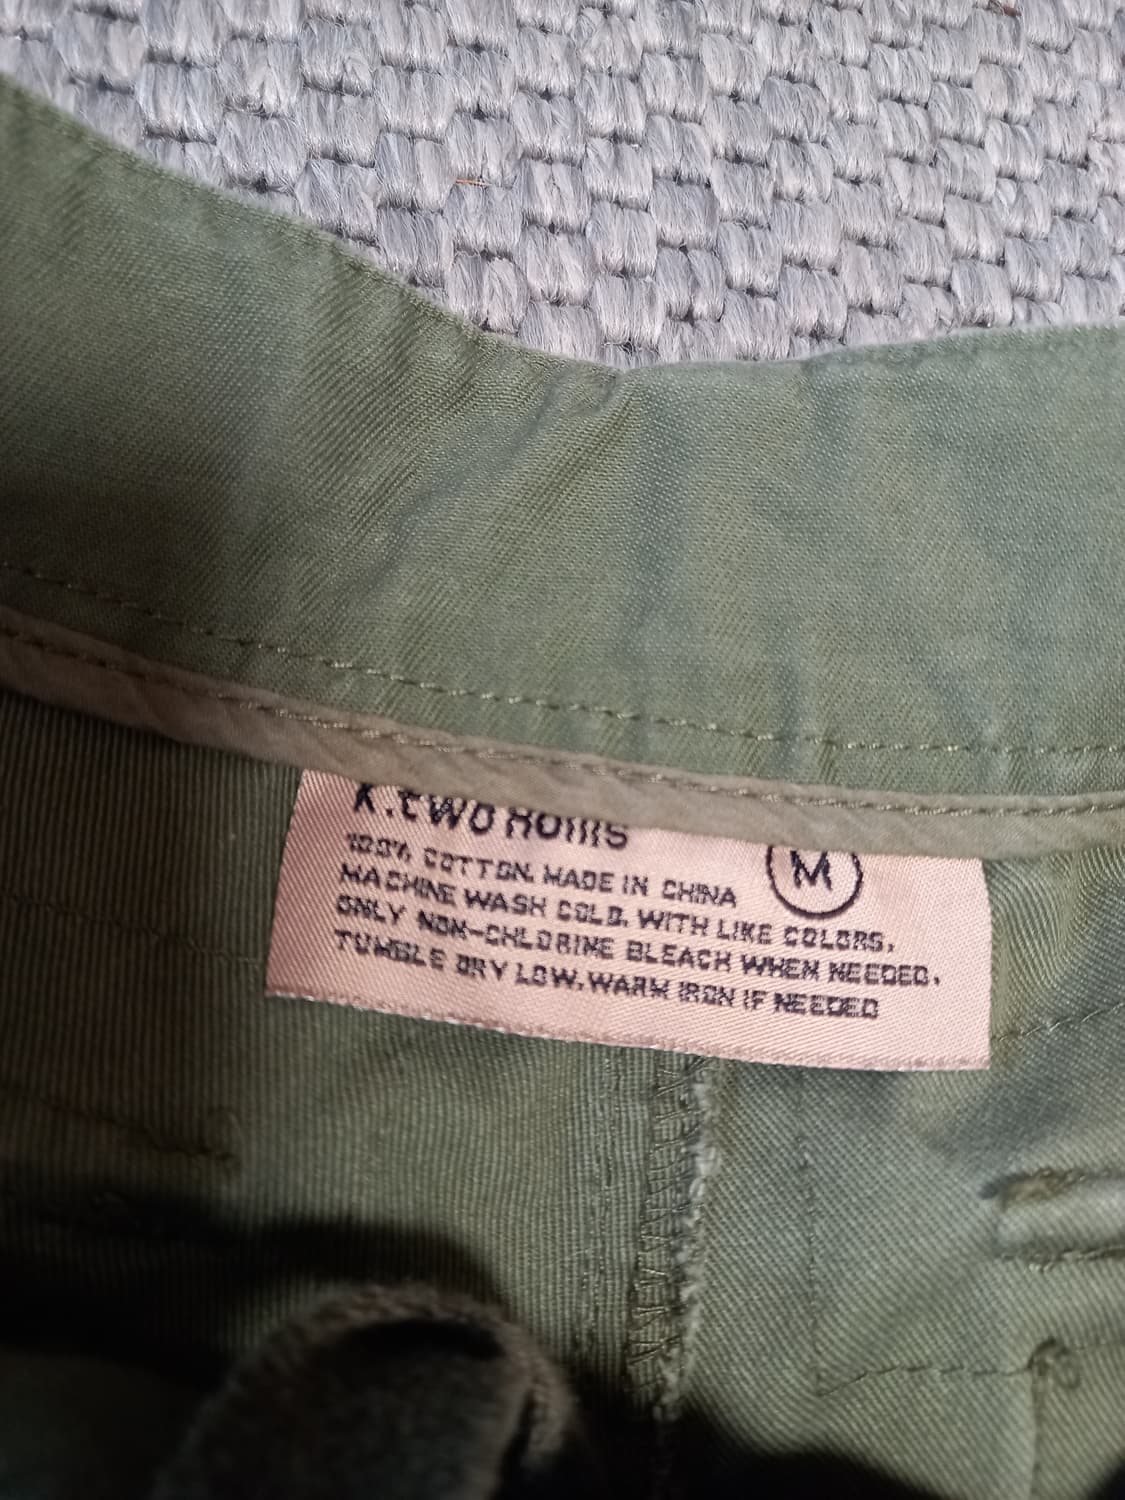 K.two Homs
M
100% COTTON. MADE IN CHINA
MACHINE WASH COLD. WITH LIKE COLORS.
ONLY NON-CHLORINE BLEACH WHEN NEEDED.
TUMBLE DRY LOW. WARM IRON IF NEEDED